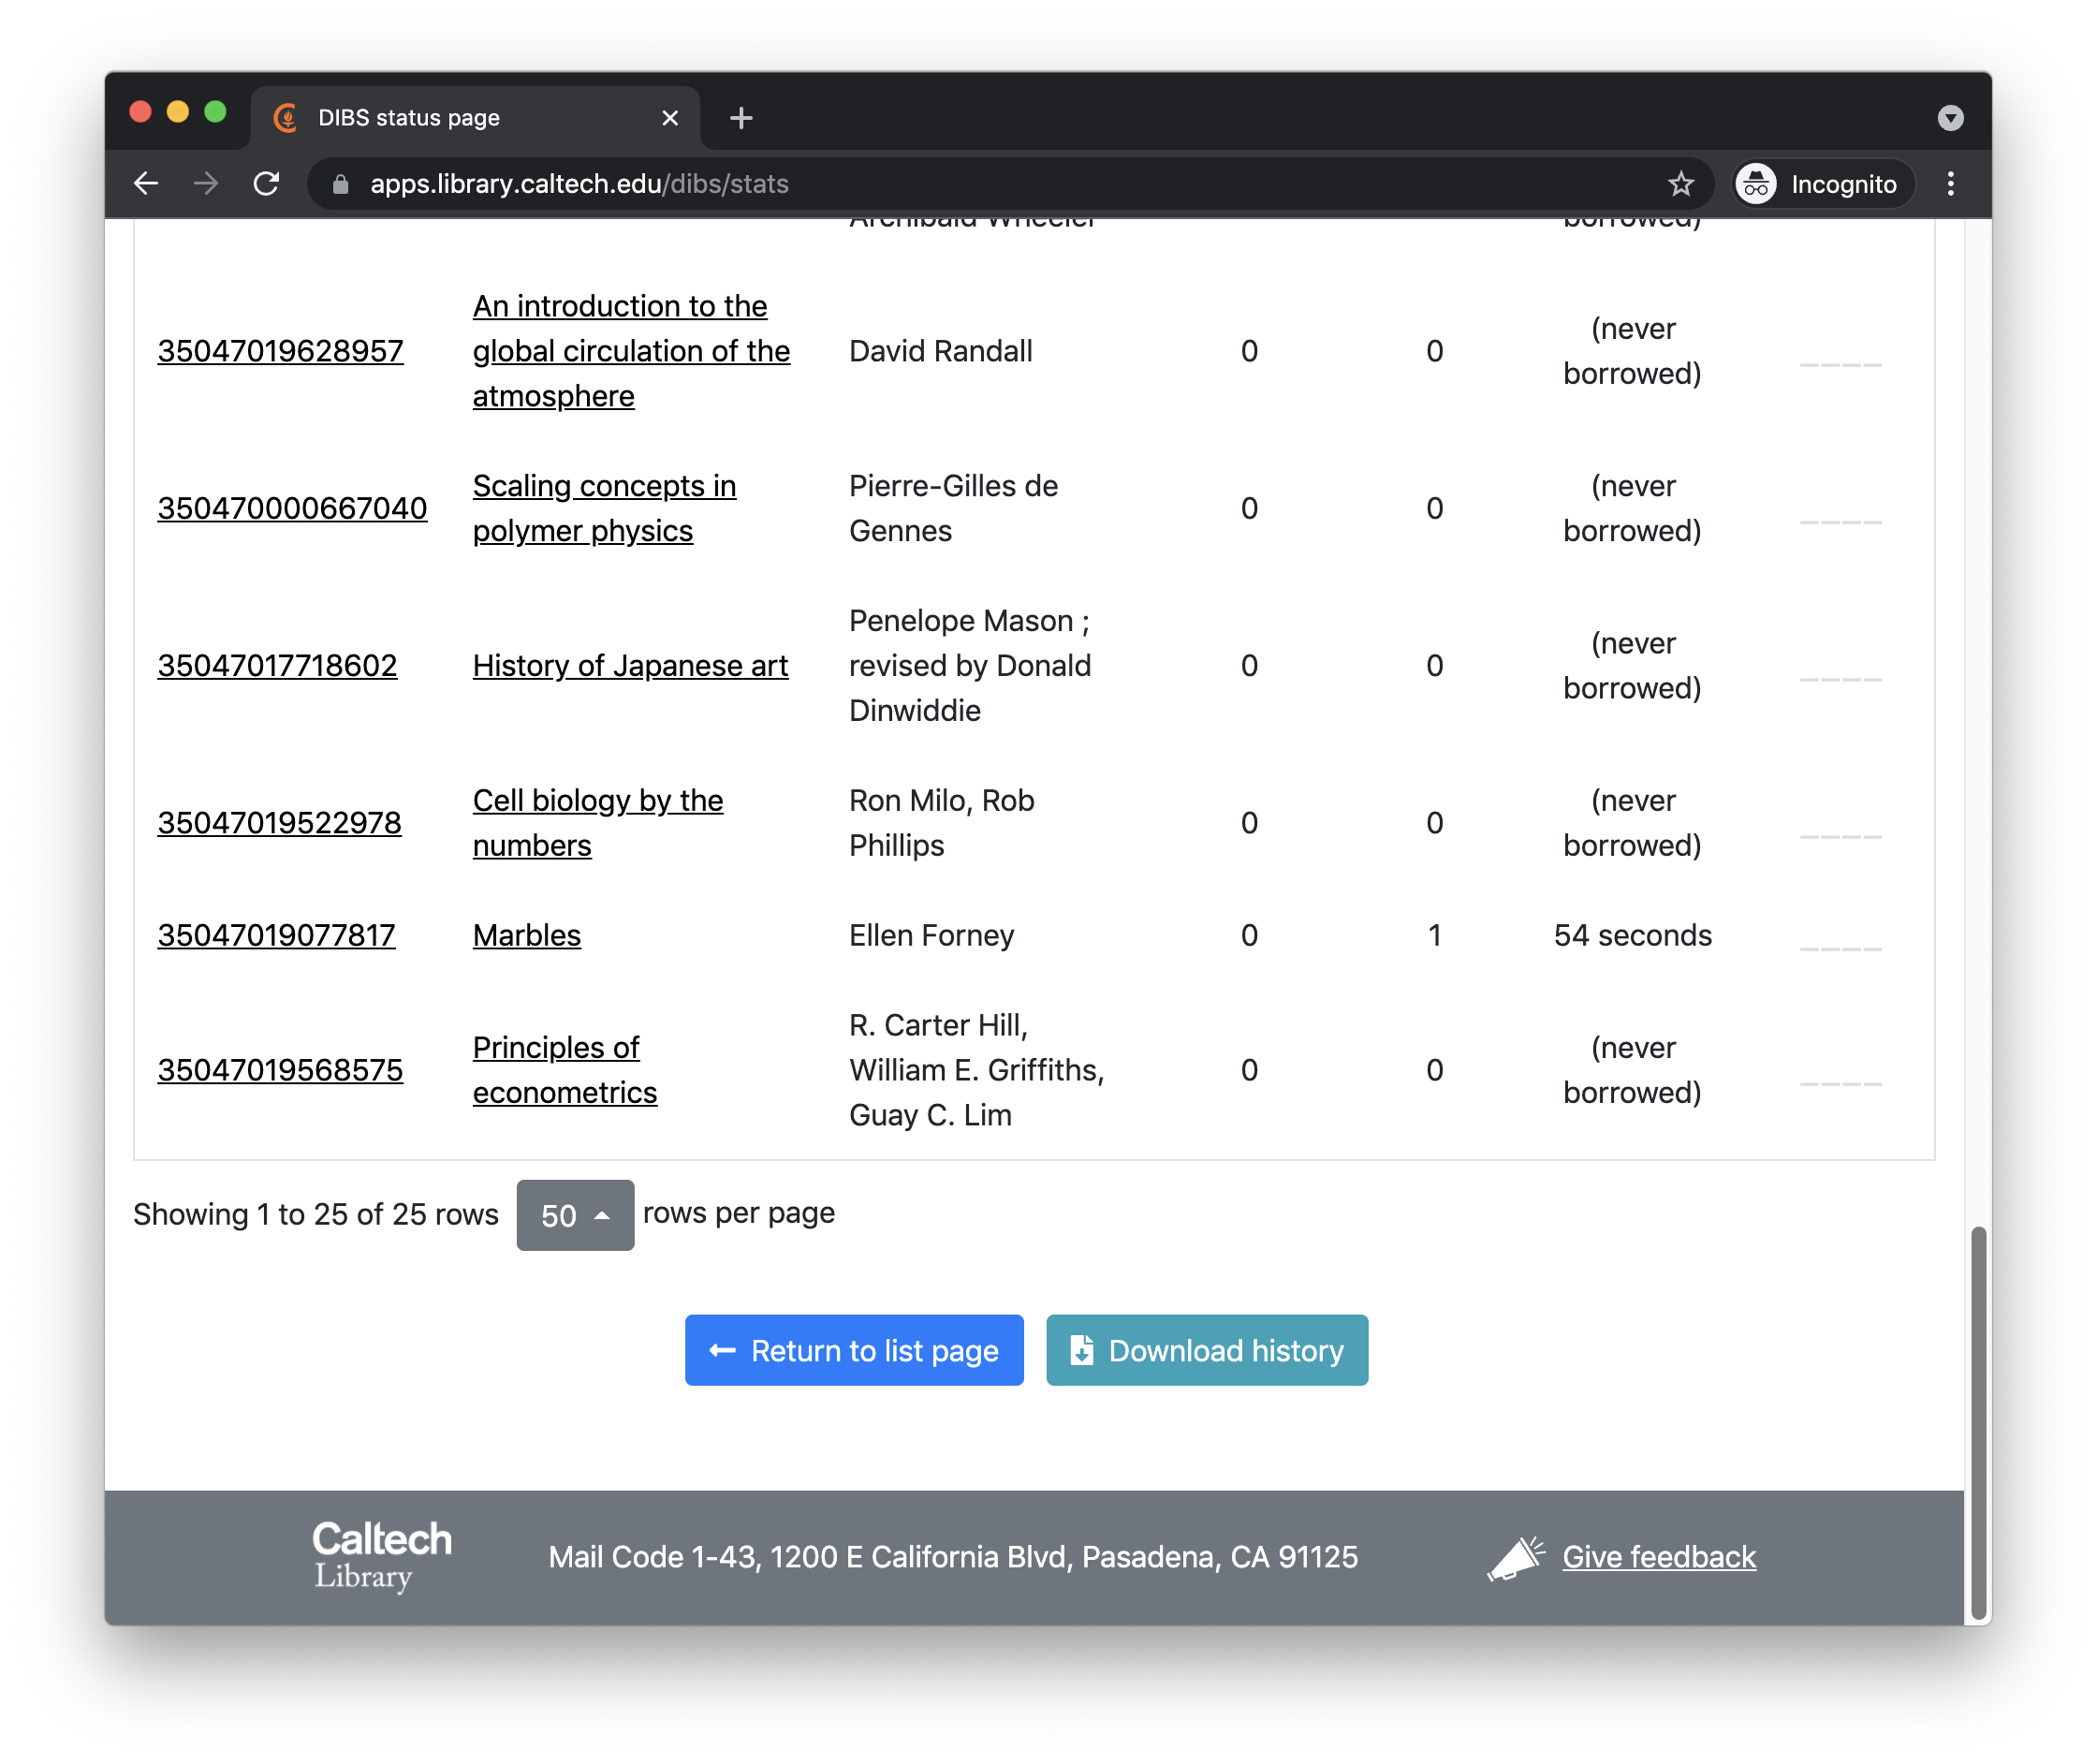 DIBS status page
apps.library.caltech.edu/dibs/stats
Incognito
Archibald Wheeler
borrowed)
An introduction to the
35047019628957
global circulation of the
atmosphere
David Randall
0
0
(never
borrowed)
350470000667040
Scaling concepts in
polymer physics
Pierre-Gilles de
Gennes
0
0
(never
borrowed)
35047017718602
History of Japanese art
Penelope Mason ;
revised by Donald
Dinwiddie
0
0
(never
borrowed)
35047019522978
Cell biology by the
numbers
Ron Milo, Rob
Phillips
0
0
(never
borrowed)
35047019077817
Marbles
Ellen Forney
0
1
54 seconds
35047019568575
Principles of
econometrics
R. Carter Hill,
William E. Griffiths,
Guay C. Lim
0
0
(never
borrowed)
Showing 1 to 25 of 25 rows 50 rows per page
Return to list page
Download history
Caltech
Library
Mail Code 1-43, 1200 E California Blvd, Pasadena, CA 91125
Give feedback